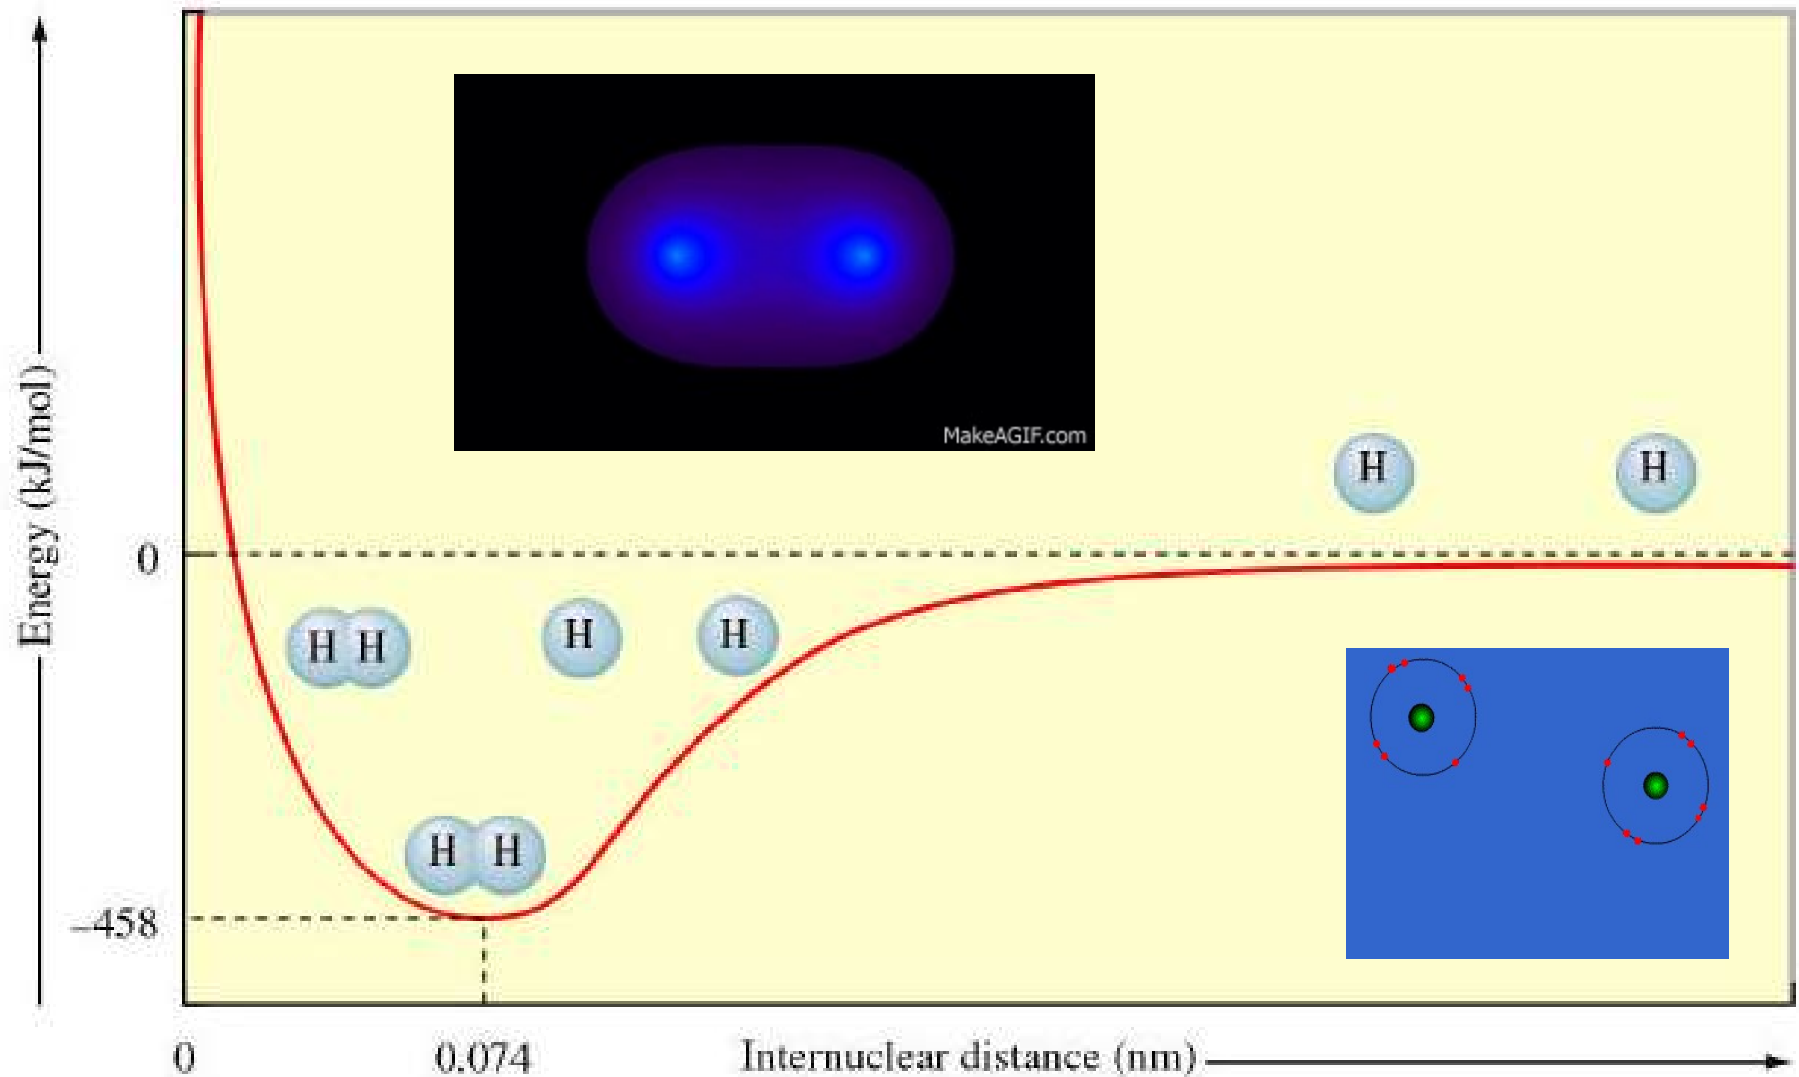 Energy (kJ/mol)
MakeAGIF.com
H
H
0
H H
H
H
H H
–458
0
0.074
Internuclear distance (nm)